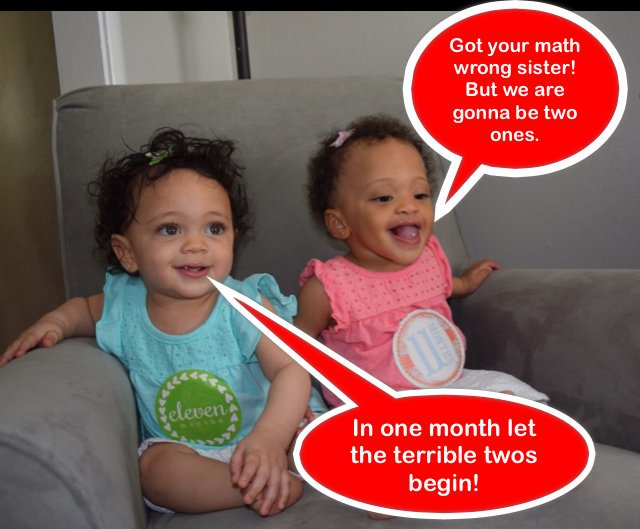 Got your math
wrong sister!
But we are
gonna be two
ones.
eleven
MONTHS
MONTH
11
In one month let
the terrible twos
begin!